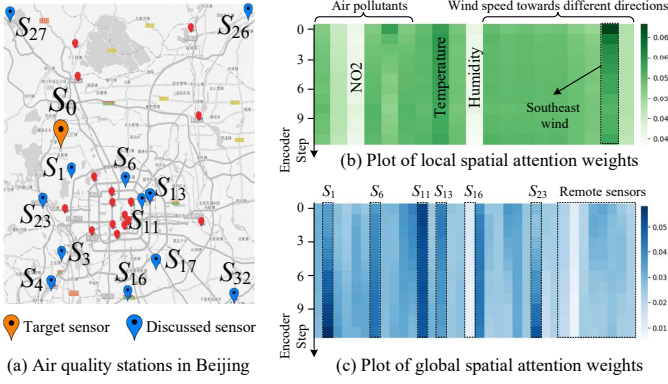 S27
S26
S0
S1
S6
S13
S23
S11
S3
S17
S4
S16
S32
Target sensor
Discussed sensor
(a) Air quality stations in Beijing
Air pollutants
Wind speed towards different directions
0
3
6
9
Encoder
Step
NO2
Temperature
Humidity
Southeast
wind
0.06
0.05
0.04
(b) Plot of local spatial attention weights
S1
S6
S11
S13
S16
S23
Remote sensors
0
3
6
9
Encoder
Step
0.05
0.04
0.03
0.02
0.01
(c) Plot of global spatial attention weights